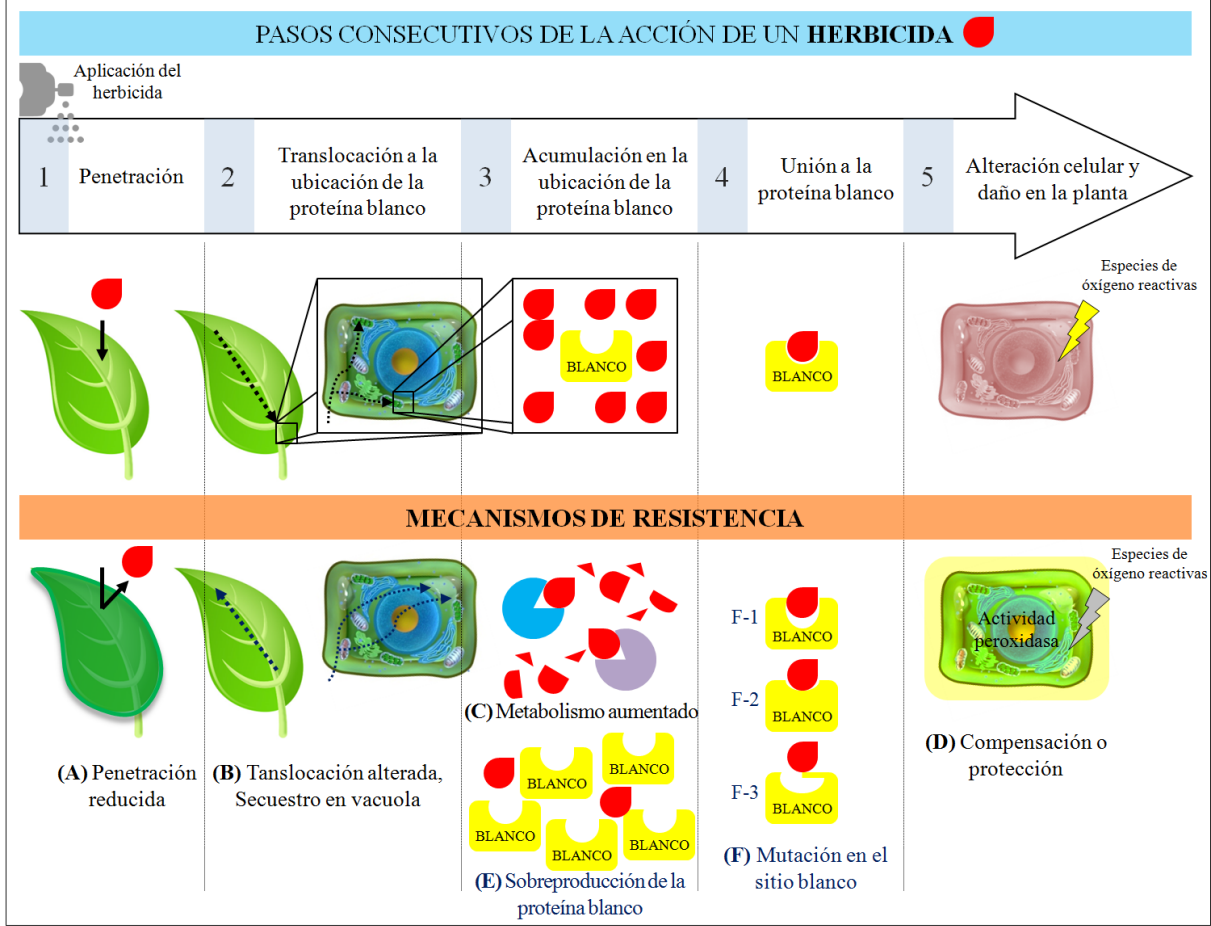 PASOS CONSECUTIVOS DE LA ACCIÓN DE UN HERBICIDA
Aplicación del
herbicida
1
Penetración
2
Translocación a la
ubicación de la
proteína blanco
3
Acumulación en la
ubicación de la
proteína blanco
4
Unión a la
proteína blanco
5
Alteración celular y
daño en la planta
BLANCO
BLANCO
Especies de
óxígeno reactivas
MECANISMOS DE RESISTENCIA
(A) Penetración
reducida
(B) Tanslocación alterada,
Secuestro en vacuola
(C) Metabolismo aumentado
BLANCO
BLANCO
BLANCO
BLANCO
BLANCO
(E) Sobreproducción de la
proteína blanco
F-1
BLANCO
F-2
BLANCO
F-3
BLANCO
(F) Mutación en el
sitio blanco
Especies de
óxígeno reactivas
Actividad
peroxidasa
(D) Compensación o
protección